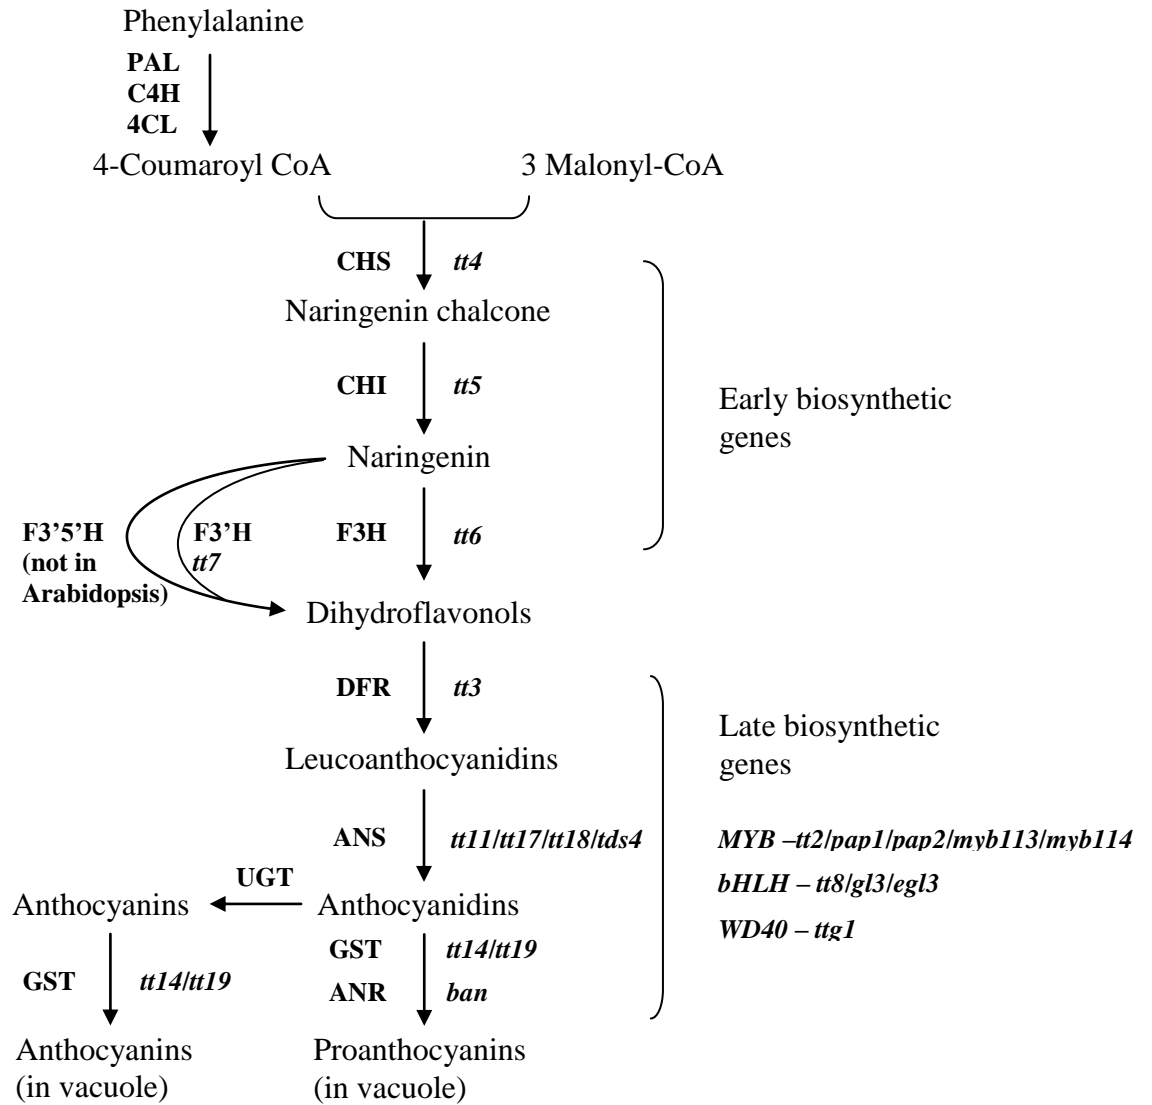 Phenylalanine
PAL
C4H
4CL
4-Coumaroyl CoA
3 Malonyl-CoA
CHS
tt4
Naringenin chalcone
CHI
tt5
Early biosynthetic
genes
Naringenin
F3’5’H
(not in
Arabidopsis)
F3’H
tt7
F3H
tt6
Dihydroflavonols
DFR
tt3
Leucoanthocyanidins
Late biosynthetic
genes
ANS
tt11/tt17/tt18/tds4
MYB –tt2/pap1/pap2/myb113/myb114
bHLH – tt8/gl3/egl3
WD40 – ttg1
UGT
Anthocyanins
Anthocyanidins
GST
tt14/tt19
GST
tt14/tt19
ANR
ban
Anthocyanins
(in vacuole)
Proanthocyanins
(in vacuole)